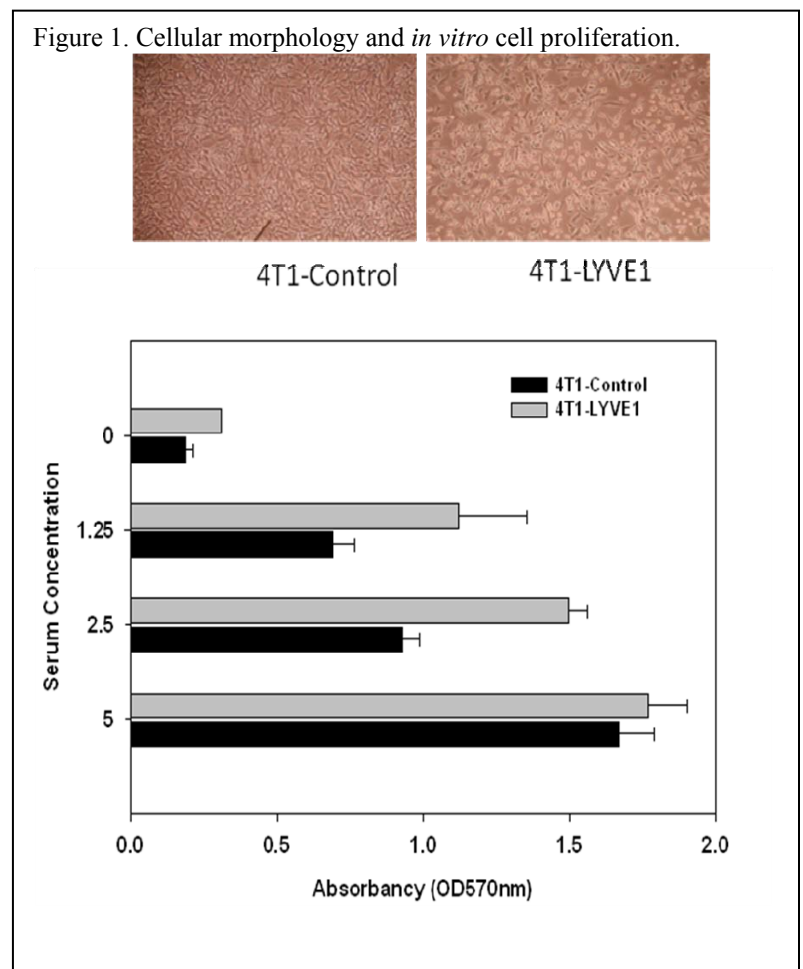 Figure 1. Cellular morphology and in vitro cell proliferation.
4T1-Control
4T1-LYVE1
4T1-Control
4T1-LYVE1
0
1.25
2.5
5
Serum Concentration
0.0
0.5
1.0
1.5
2.0
Absorbancy (OD570nm)